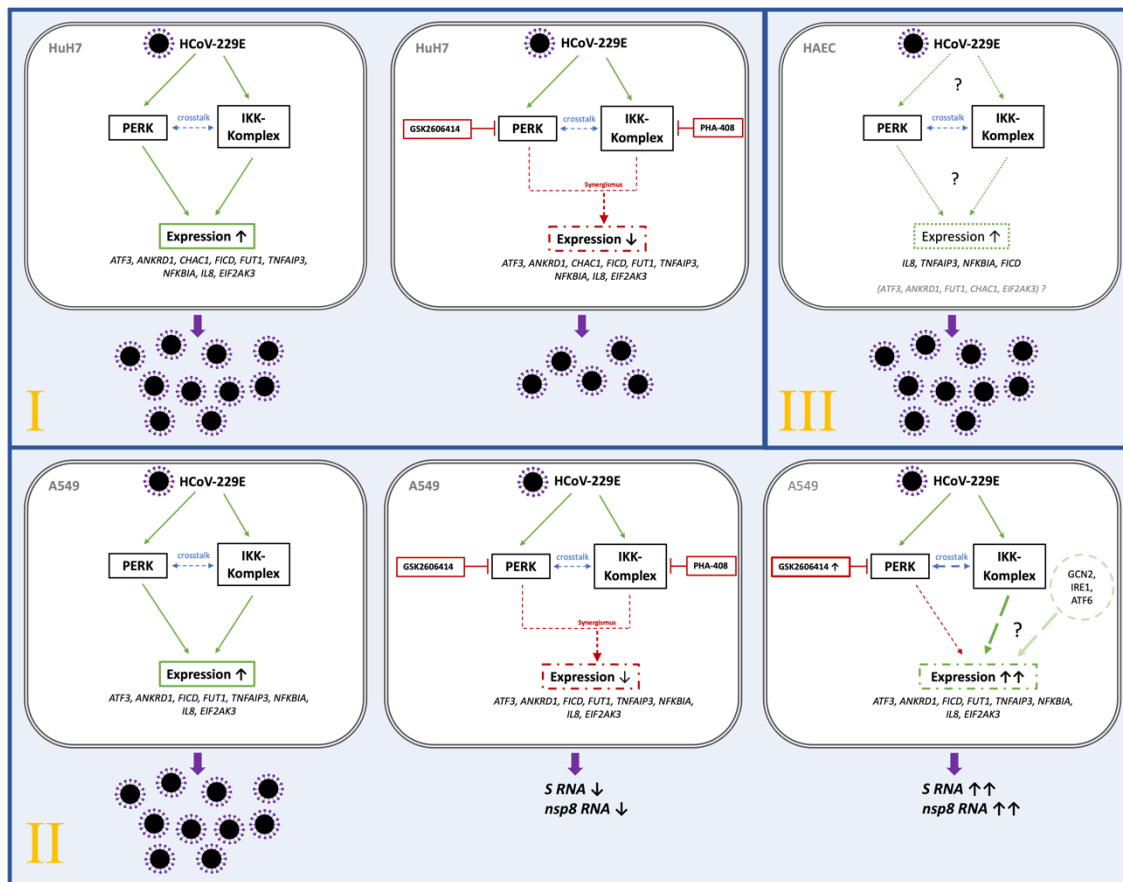 HuH7
HCoV-229E
PERK
crosstalk
IKK-
Komplex
Expression ↑
ATF3, ANKRD1, CHAC1, FICD, FUT1, TNFAIP3,
NFKBIA, IL8, EIF2AK3
I
HuH7
HCoV-229E
GSK2606414
PERK
crosstalk
IKK-
Komplex
PHA-408
Synergismus
Expression ↓
ATF3, ANKRD1, CHAC1, FICD, FUT1, TNFAIP3,
NFKBIA, IL8, EIF2AK3
HAEC
HCoV-229E
?
PERK
crosstalk
IKK-
Komplex
?
Expression ↑
IL8, TNFAIP3, NFKBIA, FICD
(ATF3, ANKRD1, FUT1, CHAC1, EIF2AK3) ?
III
A549
HCoV-229E
PERK
crosstalk
IKK-
Komplex
Expression ↑
ATF3, ANKRD1, FICD, FUT1, TNFAIP3, NFKBIA,
IL8, EIF2AK3
II
A549
HCoV-229E
GSK2606414
PERK
crosstalk
IKK-
Komplex
PHA-408
Synergismus
Expression ↓
ATF3, ANKRD1, FICD, FUT1, TNFAIP3, NFKBIA,
IL8, EIF2AK3
S RNA ↓
nsp8 RNA ↓
A549
HCoV-229E
GSK2606414 ↑
PERK
crosstalk
IKK-
Komplex
GCN2,
IRE1,
ATF6
?
Expression ↑↑
ATF3, ANKRD1, FICD, FUT1, TNFAIP3, NFKBIA,
IL8, EIF2AK3
S RNA ↑↑
nsp8 RNA ↑↑